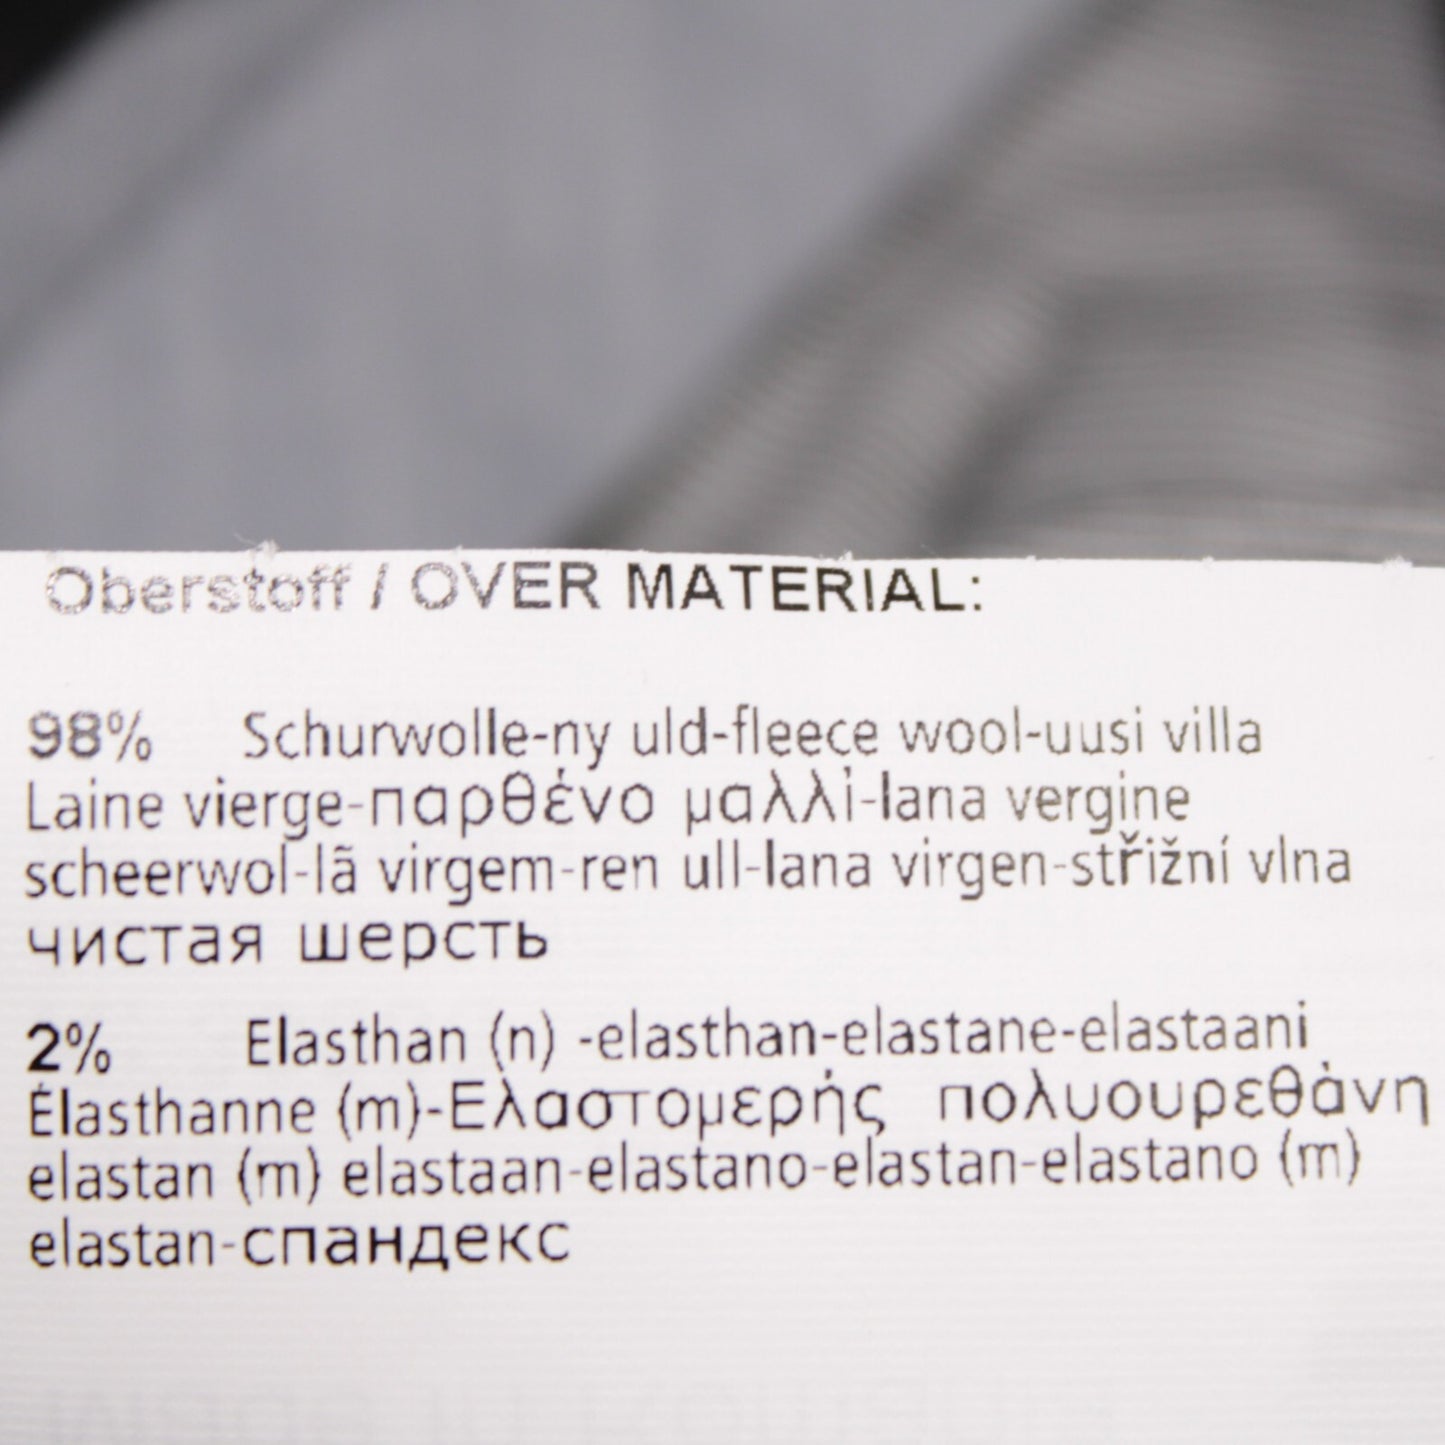 Oberstoff / OVER MATERIAL:
98% Schurwolle-ny uld-fleece wool-uusi villa
Laine vierge-παρθένο μαλλί-lana vergine
scheerwol-lã virgem-ren ull-lana virgen-střižní vlna
чистая шерсть
2% Elasthan (n) -elasthan-elastane-elastaani
Élasthanne (m)-Ελαστομερής πολυουρεθάνη
elastan (m) elastaan-elastano-elastan-elastano (m)
elastan-спандекс